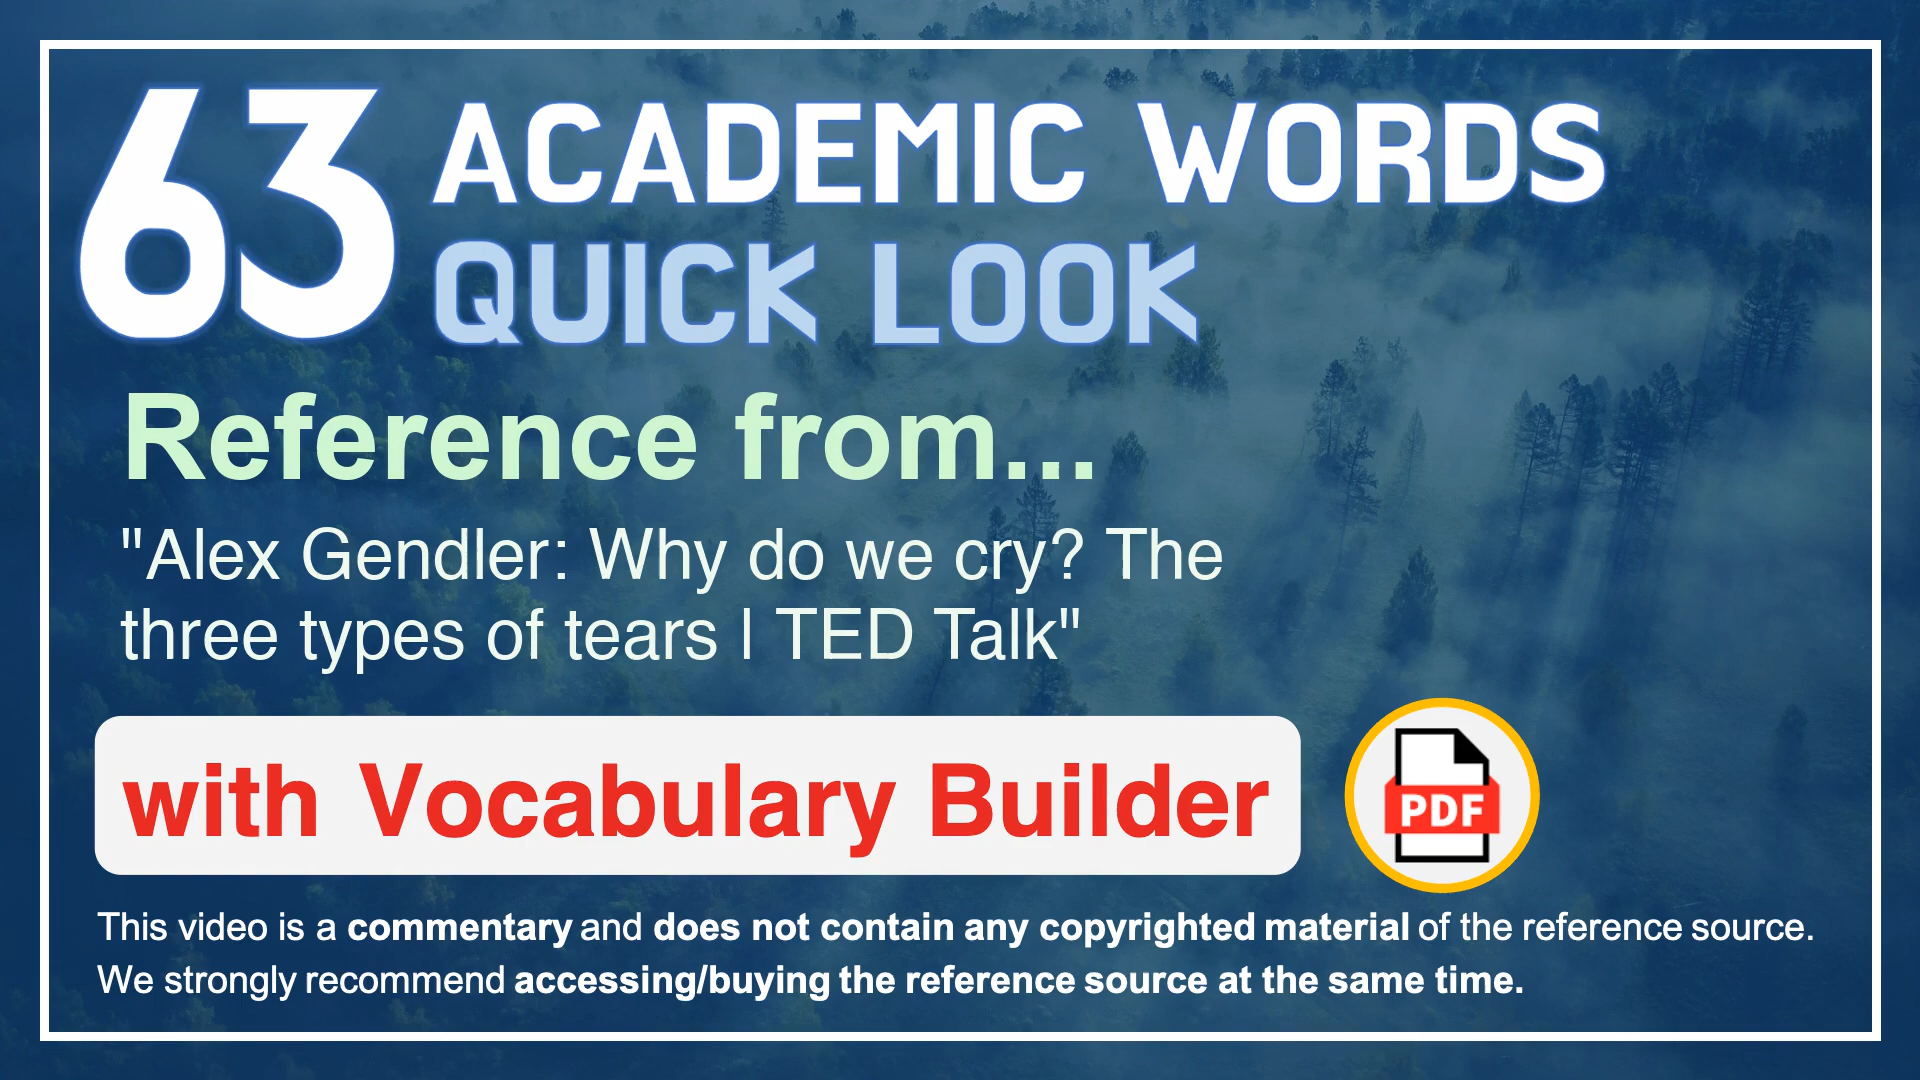 63 ACADEMIC WORDS
QUICK LOOK
Reference from...
"Alex Gendler: Why do we cry? The
three types of tears | TED Talk"
with Vocabulary Builder
PDF
This video is a commentary and does not contain any copyrighted material of the reference source.
We strongly recommend accessing/buying the reference source at the same time.